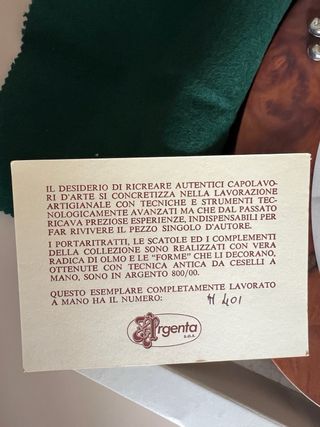 IL DESIDERIO DI RICREARE AUTENTICI CAPOLAVO-
RI D'ARTE SI CONCRETIZZA NELLA LAVORAZIONE
ARTIGIANALE CON TECNICHE E STRUMENTI TEC-
NOLOGICAMENTE AVANZATI MA CHE DAL PASSATO
RICAVA PREZIOSE ESPERIENZE, INDISPENSABILI PER
FAR RIVIVERE IL PEZZO SINGOLO D'AUTORE.
I PORTARITRATTI, LE SCATOLE ED I COMPLEMENTI
DELLA COLLEZIONE SONO REALIZZATI CON VERA
RADICA DI OLMO E LE "FORME" CHE LI DECORANO,
OTTENUTE CON TECNICA ANTICA DA CESELLI A
MANO, SONO IN ARGENTO 800/00.
QUESTO ESEMPLARE COMPLETAMENTE LAVORATO
A MANO HA IL NUMERO: H 401
Argenta
s.r.l.